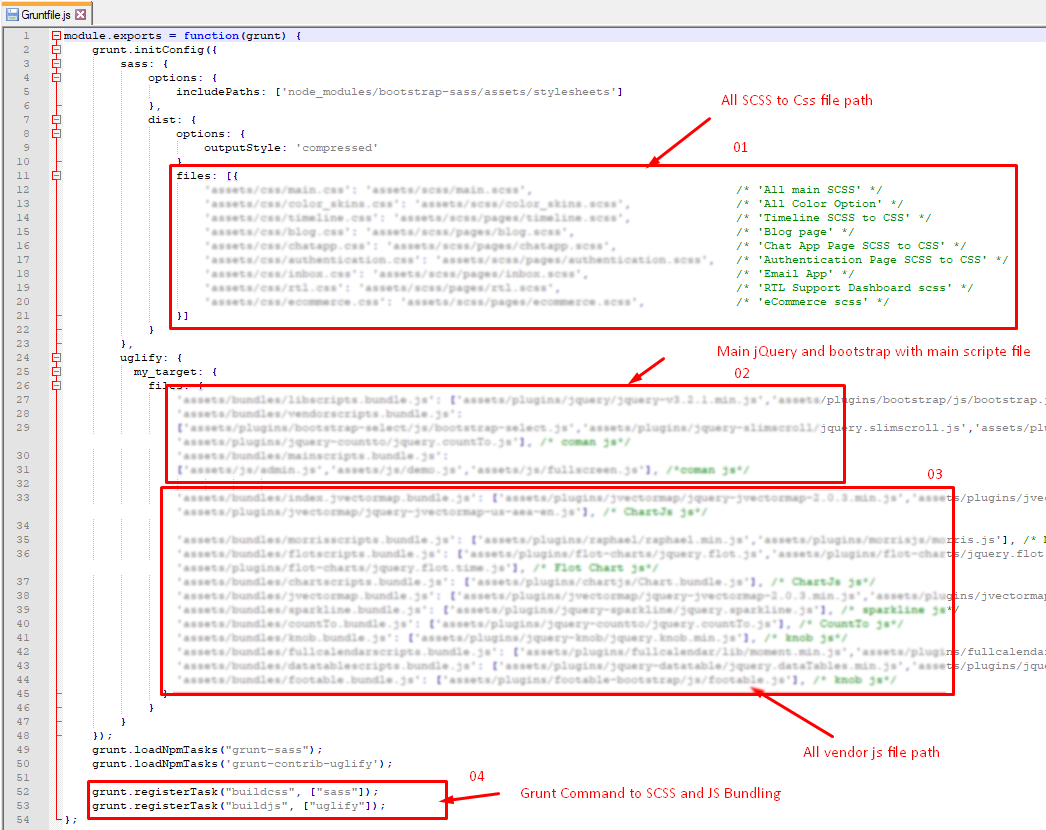 Gruntfile.js
1 module.exports = function(grunt) {
2 grunt.initConfig({
3 sass: {
4 options: {
5 includePaths: ['node_modules/bootstrap-sass/assets/stylesheets']
6 },
7 dist: {
8 options: {
9 outputStyle: 'compressed'
10 }
All SCSS to Css file path
01
11 files: [{
12 'assets/css/main.css': 'assets/scss/main.scss', /* 'All main SCSS' */
13 'assets/css/color_skins.css': 'assets/scss/color_skins.scss', /* 'All Color Option' */
14 'assets/css/timeline.css': 'assets/scss/pages/timeline.scss', /* 'Timeline SCSS to CSS' */
15 'assets/css/blog.css': 'assets/scss/pages/blog.scss', /* 'Blog page' */
16 'assets/css/chatapp.css': 'assets/scss/pages/chatapp.scss', /* 'Chat App Page SCSS to CSS' */
17 'assets/css/authentication.css': 'assets/scss/pages/authentication.scss', /* 'Authentication Page SCSS to CSS' */
18 'assets/css/inbox.css': 'assets/scss/pages/inbox.scss', /* 'Email App' */
19 'assets/css/rtl.css': 'assets/scss/pages/rtl.scss', /* 'RTL Support Dashboard scss' */
20 'assets/css/ecommerce.css': 'assets/scss/pages/ecommerce.scss', /* 'eCommerce scss' */
21 }]
22 }
23 },
24 uglify: {
25 my_target: {
26 files: {
Main jQuery and bootstrap with main scripte file
02
27 'assets/bundles/libscripts.bundle.js': ['assets/plugins/jquery/jquery-v3.2.1.min.js','assets/plugins/bootstrap/js/bootstrap.j
28 'assets/bundles/vendorscripts.bundle.js':
29 ['assets/plugins/bootstrap-select/js/bootstrap-select.js','assets/plugins/jquery-slimscroll/jquery.slimscroll.js','assets/plu
'assets/plugins/jquery-countto/jquery.countTo.js'], /* coman js*/
30 'assets/bundles/mainscripts.bundle.js':
31 ['assets/js/admin.js','assets/js/demo.js','assets/js/fullscreen.js'], /*coman js*/
32
03
33 'assets/bundles/index.jvectormap.bundle.js': ['assets/plugins/jvectormap/jquery-jvectormap-2.0.3.min.js','assets/plugins/jvec
'assets/plugins/jvectormap/jquery-jvectormap-us-aea-en.js'], /* ChartJs js*/
34
35 'assets/bundles/morrisscripts.bundle.js': ['assets/plugins/raphael/raphael.min.js','assets/plugins/morrisjs/morris.js'], /*
36 'assets/bundles/flotscripts.bundle.js': ['assets/plugins/flot-charts/jquery.flot.js','assets/plugins/flot-charts/jquery.flot
'assets/plugins/flot-charts/jquery.flot.time.js'], /* Flot Chart js*/
37 'assets/bundles/chartscripts.bundle.js': ['assets/plugins/chartjs/Chart.bundle.js'], /* ChartJs js*/
38 'assets/bundles/jvectormap.bundle.js': ['assets/plugins/jvectormap/jquery-jvectormap-2.0.3.min.js','assets/plugins/jvectormap
39 'assets/bundles/sparkline.bundle.js': ['assets/plugins/jquery-sparkline/jquery.sparkline.js'], /* sparkline js*/
40 'assets/bundles/countTo.bundle.js': ['assets/plugins/jquery-countto/jquery.countTo.js'], /* CountTo js*/
41 'assets/bundles/knob.bundle.js': ['assets/plugins/jquery-knob/jquery.knob.min.js'], /* knob js*/
42 'assets/bundles/fullcalendarscripts.bundle.js': ['assets/plugins/fullcalendar/lib/moment.min.js','assets/plugins/fullcalendar
43 'assets/bundles/datatablescripts.bundle.js': ['assets/plugins/jquery-datatable/jquery.dataTables.min.js','assets/plugins/jque
44 'assets/bundles/footable.bundle.js': ['assets/plugins/footable-bootstrap/js/footable.js'], /* knob js*/
45 }
46 }
47 }
All vendor js file path
48 });
49 grunt.loadNpmTasks("grunt-sass");
50 grunt.loadNpmTasks('grunt-contrib-uglify');
51
04
52 grunt.registerTask("buildcss", ["sass"]);
Grunt Command to SCSS and JS Bundling
53 grunt.registerTask("buildjs", ["uglify"]);
54 };